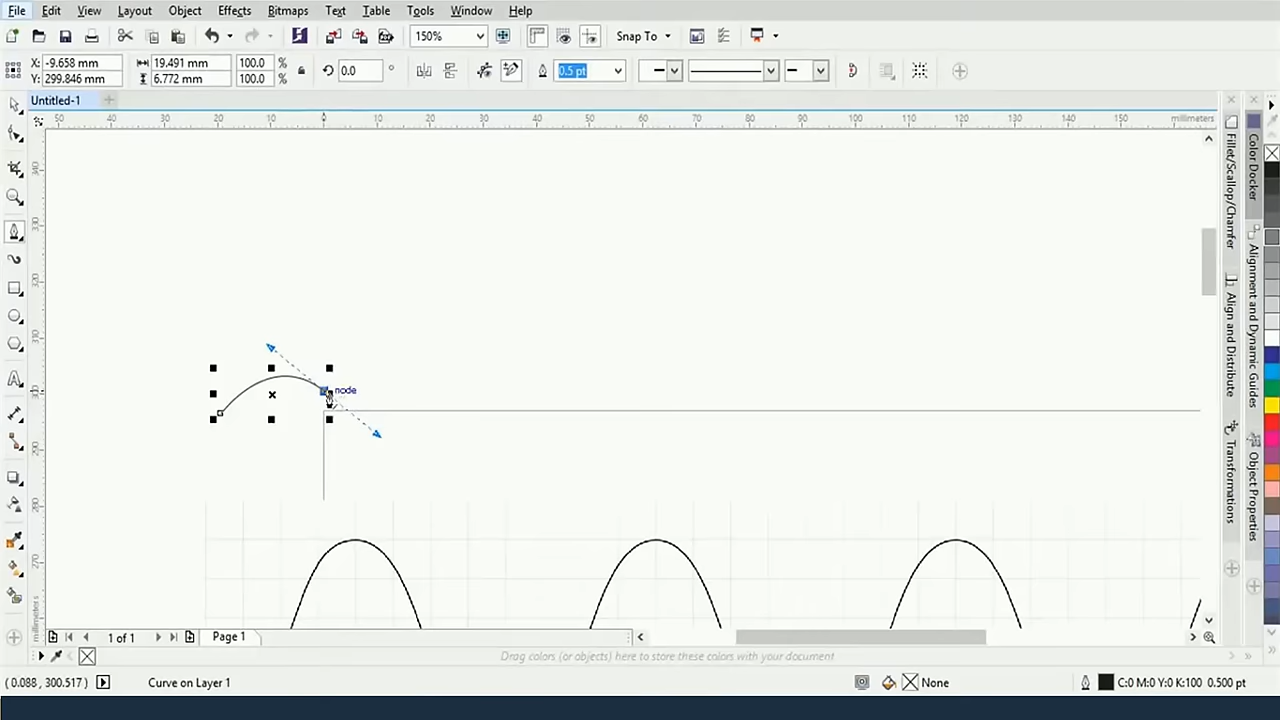 File Edit View Layout Object Effects Bitmaps Text Table Tools Window Help
150% Snap To
X: -9.658 mm 19.491 mm 100.0 % 0.0 ° 0.5 pt
Y: 299.846 mm 6.772 mm 100.0 %
Untitled-1
50 20 10 0 10 20 30 40 50 60 70 80 90 100 110 120 130 140 150 millimeters
node
Fillet/Scallop/Chamfer
Align and Distribute
Transformations
Color Docker
Alignment and Dynamic Guides
Object Properties
millimeters
1 of 1 Page 1
Drag colors (or objects) here to store these colors with your document
( 0.088 , 300.517 ) Curve on Layer 1 None C:0 M:0 Y:0 K:100 0.500 pt